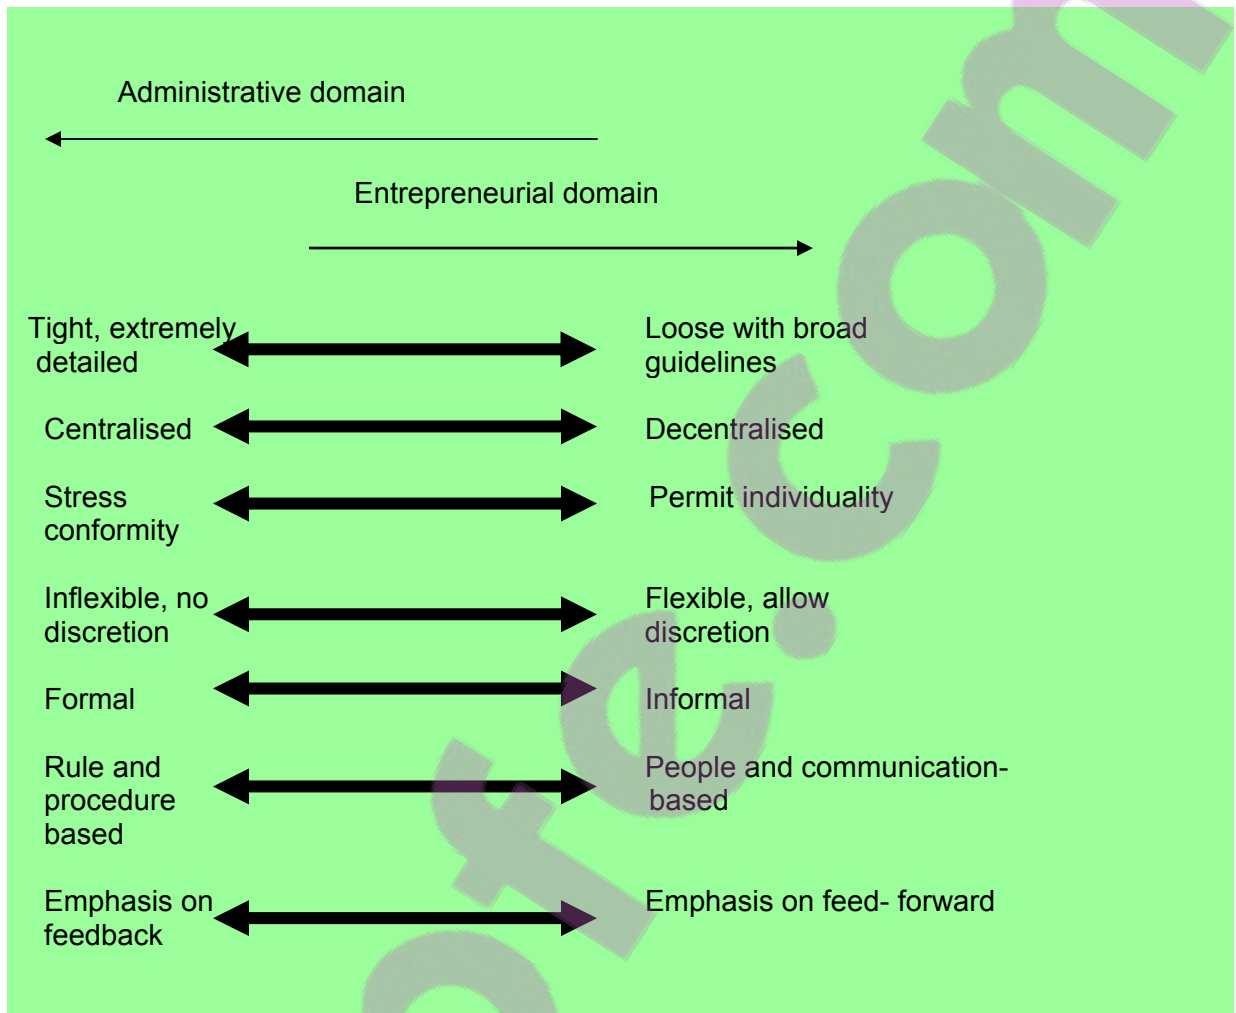 Administrative domain
Entrepreneurial domain
Tight, extremely
detailed
Loose with broad
guidelines
Centralised
Decentralised
Stress
conformity
Permit individuality
Inflexible, no
discretion
Flexible, allow
discretion
Formal
Informal
Rule and
procedure
based
People and communication-
based
Emphasis on
feedback
Emphasis on feed- forward
ofe.com